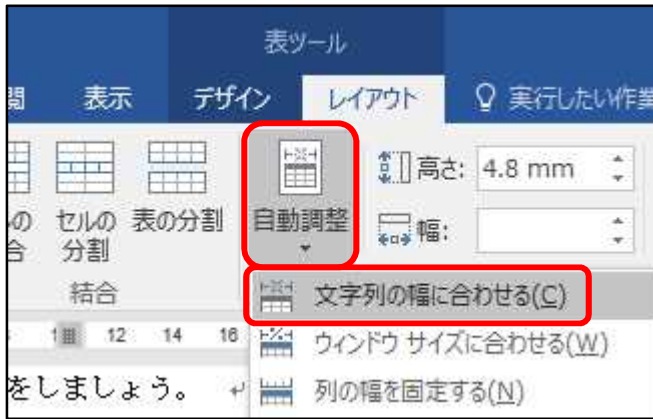 表ツール
表示 デザイン レイアウト 実行したい作業
高さ: 4.8 mm
セルの分割 表の分割 自動調整 幅:
結合
文字列の幅に合わせる(C)
12 14 16
ウィンドウ サイズに合わせる(W)
をしましょう。
列の幅を固定する(N)